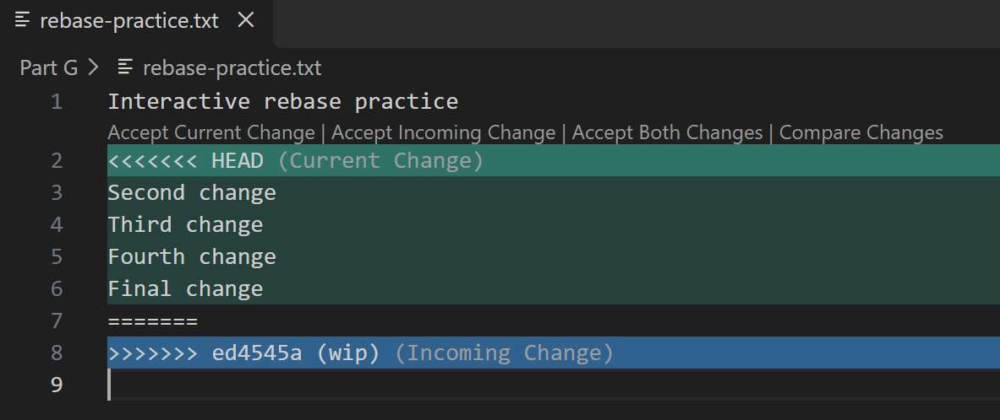 rebase-practice.txt
Part G > rebase-practice.txt
1 Interactive rebase practice
Accept Current Change | Accept Incoming Change | Accept Both Changes | Compare Changes
2 <<<<<<< HEAD (Current Change)
3 Second change
4 Third change
5 Fourth change
6 Final change
7 =======
8 >>>>>>> ed4545a (wip) (Incoming Change)
9